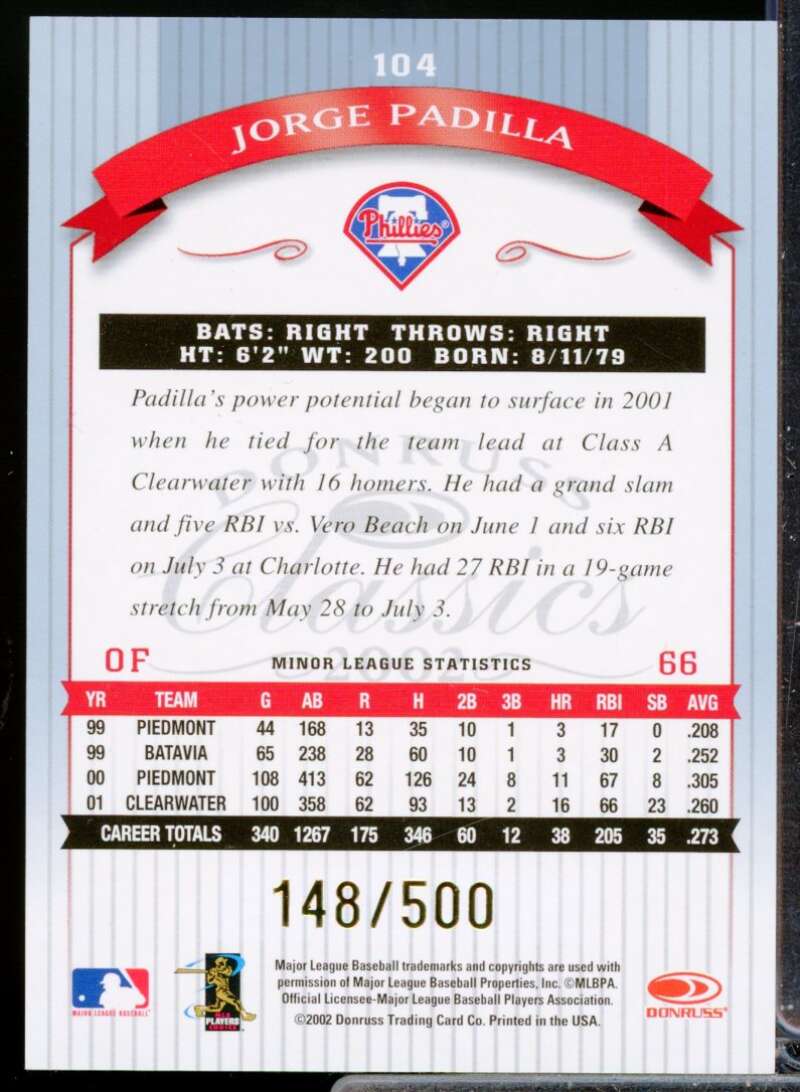 104
JORGE PADILLA
Phillies®
BATS: RIGHT THROWS: RIGHT
HT: 6'2" WT: 200 BORN: 8/11/79
Padilla's power potential began to surface in 2001
when he tied for the team lead at Class A
Clearwater with 16 homers. He had a grand slam
and five RBI vs. Vero Beach on June 1 and six RBI
on July 3 at Charlotte. He had 27 RBI in a 19-game
stretch from May 28 to July 3.
DONRUSS
Classics
2002
OF MINOR LEAGUE STATISTICS 66
YR TEAM G AB R H 2B 3B HR RBI SB AVG
99 PIEDMONT 44 168 13 35 10 1 3 17 0 .208
99 BATAVIA 65 238 28 60 10 1 3 30 2 .252
00 PIEDMONT 108 413 62 126 24 8 11 67 8 .305
01 CLEARWATER 100 358 62 93 13 2 16 66 23 .260
CAREER TOTALS 340 1267 175 346 60 12 38 205 35 .273
148/500
Major League Baseball trademarks and copyrights are used with
permission of Major League Baseball Properties, Inc. ©MLBPA.
Official Licensee-Major League Baseball Players Association.
©2002 Donruss Trading Card Co. Printed in the USA.
MAJOR LEAGUE BASEBALL
MLB
PLAYERS
CHOICE
DONRUSS®